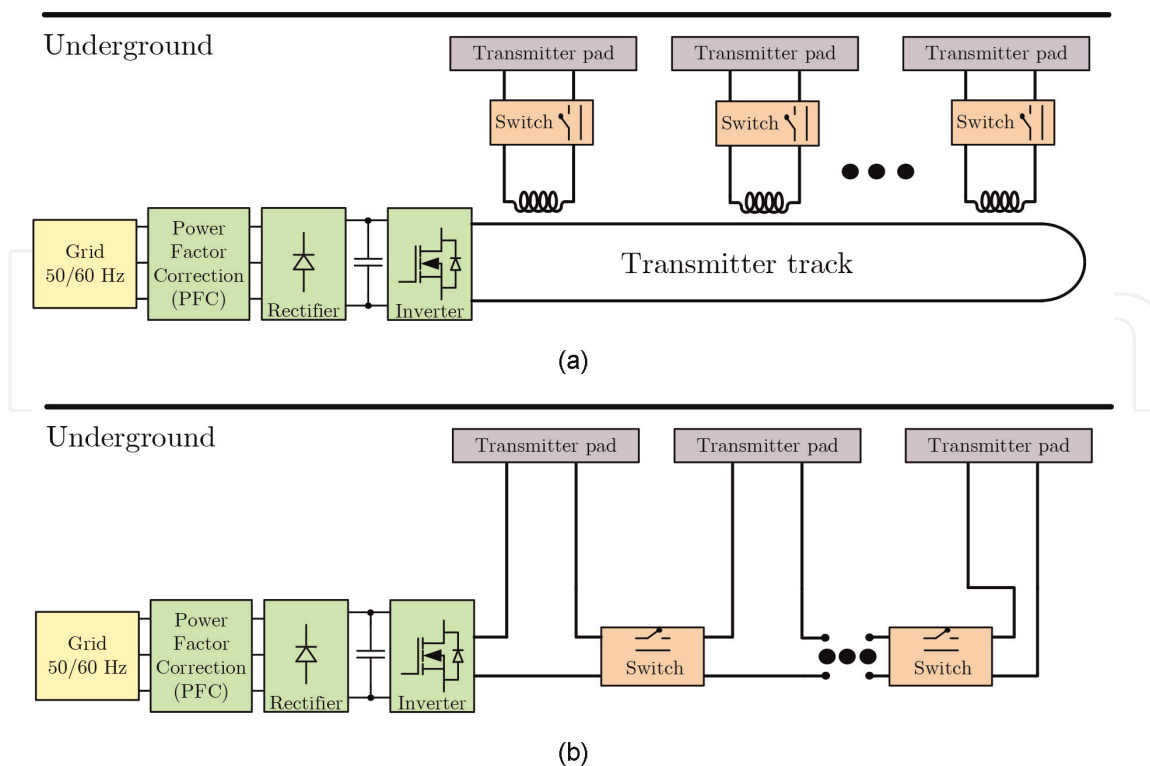 Underground
Transmitter pad
Transmitter pad
Transmitter pad
Switch
Switch
Switch
Grid
50/60 Hz
Power
Factor
Correction
(PFC)
Rectifier
Inverter
Transmitter track
(a)
Underground
Transmitter pad
Transmitter pad
Transmitter pad
Grid
50/60 Hz
Power
Factor
Correction
(PFC)
Rectifier
Inverter
Switch
Switch
(b)